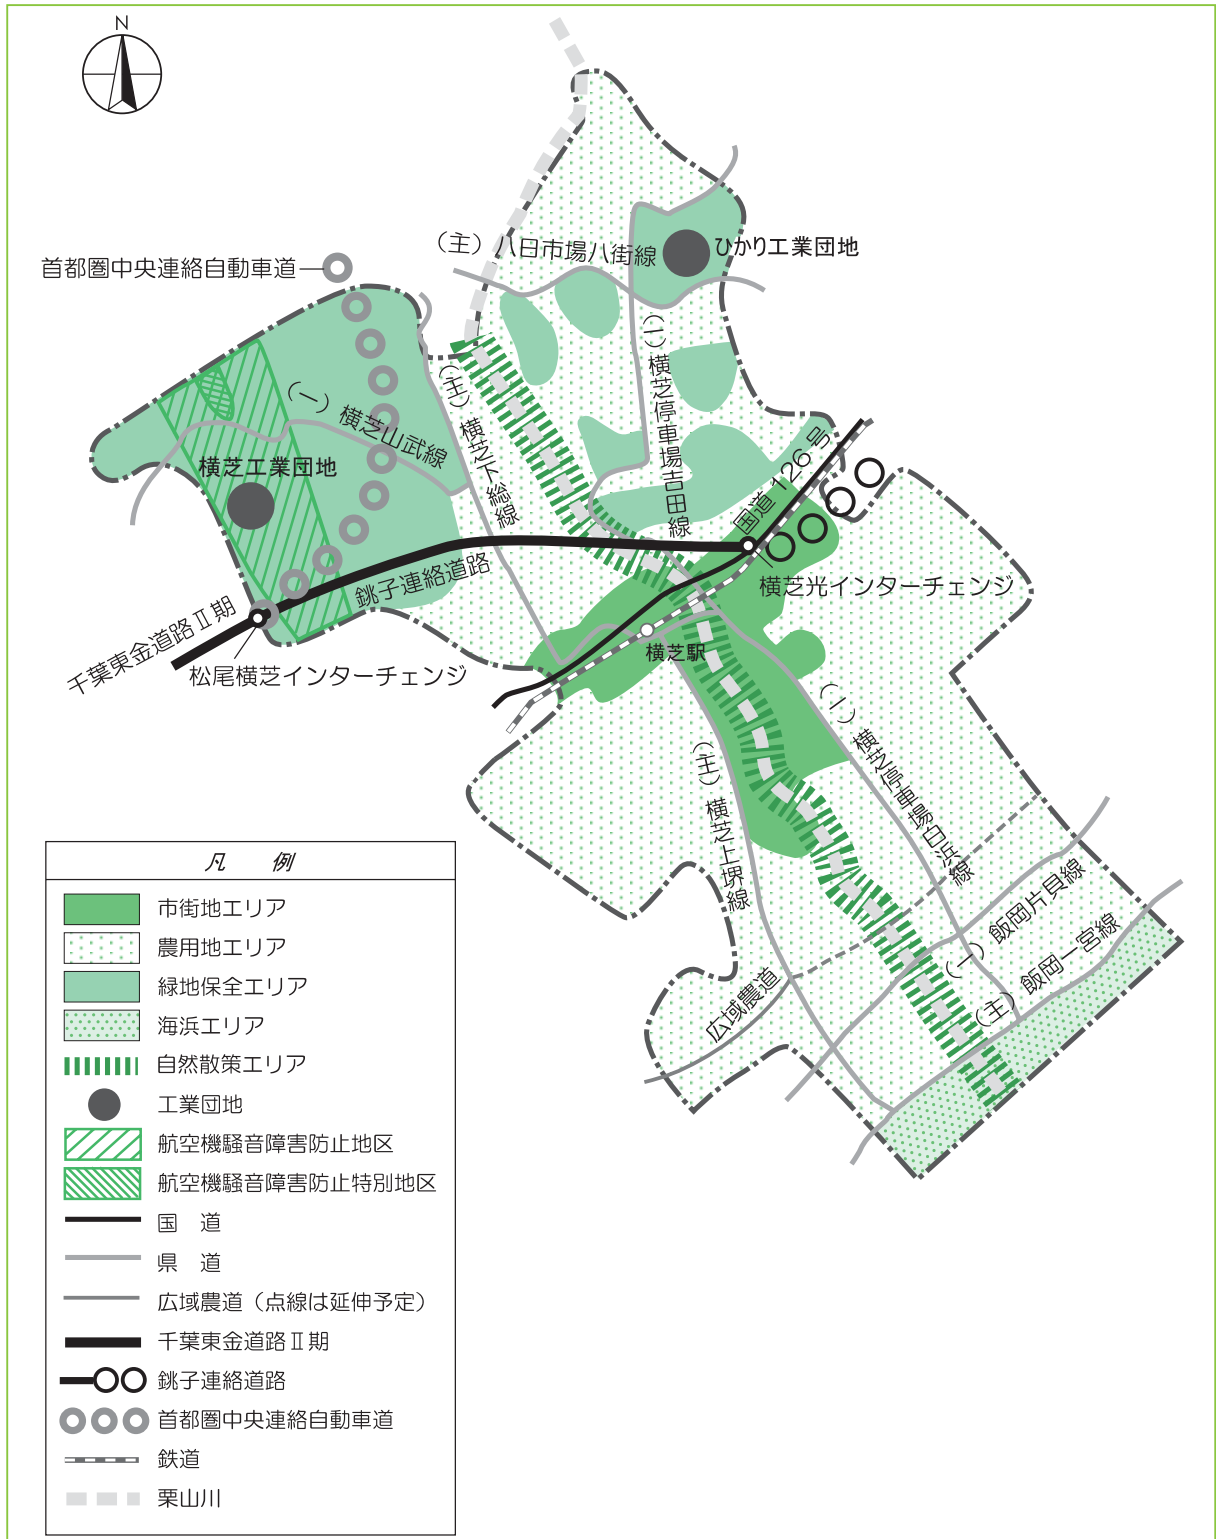 N
首都圏中央連絡自動車道
(主)八日市場八街線
ひかり工業団地
(一)横芝停車場吉田線
(一)横芝山武線
(主)横芝下総線
横芝工業団地
国道126号
銚子連絡道路
横芝光インターチェンジ
千葉東金道路Ⅱ期
松尾横芝インターチェンジ
横芝駅
(一)横芝停車場白浜線
(主)横芝上堺線
(一)飯岡片貝線
(主)飯岡一宮線
広域農道
凡 例
市街地エリア
農用地エリア
緑地保全エリア
海浜エリア
自然散策エリア
工業団地
航空機騒音障害防止地区
航空機騒音障害防止特別地区
国 道
県 道
広域農道(点線は延伸予定)
千葉東金道路Ⅱ期
銚子連絡道路
首都圏中央連絡自動車道
鉄道
栗山川